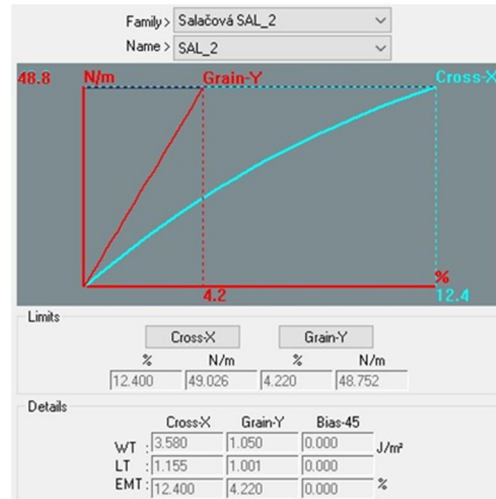 Family > Salačová SAL_2
Name > SAL_2
48.8 N/m Grain-Y Cross-X
%
4.2 12.4
Limits
Cross-X Grain-Y
% N/m % N/m
12.400 49.026 4.220 48.752
Details
Cross-X Grain-Y Bias-45
WT : 3.580 1.050 0.000 J/m²
LT : 1.155 1.001 0.000
EMT : 12.400 4.220 0.000 %